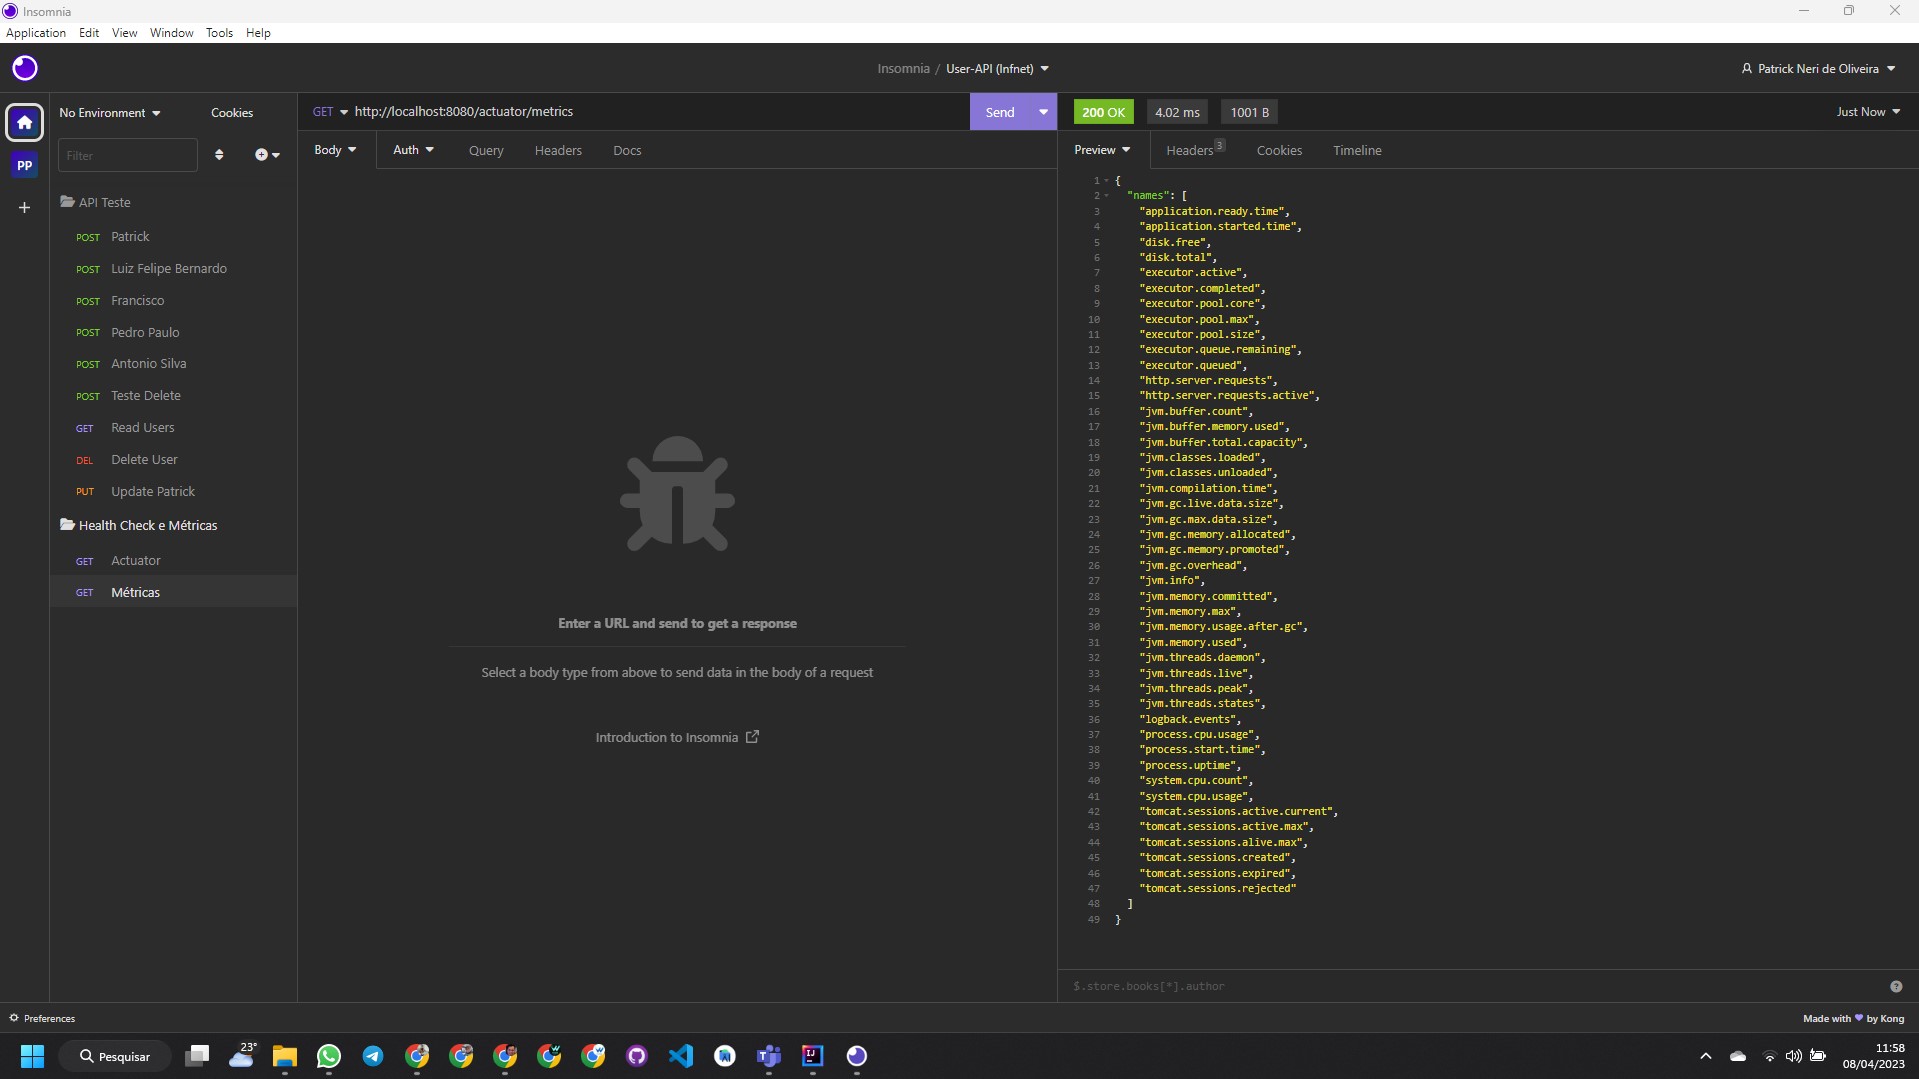 Insomnia
Application Edit View Window Tools Help
Insomnia / User-API (Infnet)
Patrick Neri de Oliveira
No Environment
Cookies
Filter
PP
API Teste
POST Patrick
POST Luiz Felipe Bernardo
POST Francisco
POST Pedro Paulo
POST Antonio Silva
POST Teste Delete
GET Read Users
DEL Delete User
PUT Update Patrick
Health Check e Métricas
GET Actuator
GET Métricas
GET http://localhost:8080/actuator/metrics
Send
Body Auth Query Headers Docs
Enter a URL and send to get a response
Select a body type from above to send data in the body of a request
Introduction to Insomnia
200 OK 4.02 ms 1001 B
Just Now
Preview Headers 3 Cookies Timeline
1 {
2 "names": [
3 "application.ready.time",
4 "application.started.time",
5 "disk.free",
6 "disk.total",
7 "executor.active",
8 "executor.completed",
9 "executor.pool.core",
10 "executor.pool.max",
11 "executor.pool.size",
12 "executor.queue.remaining",
13 "executor.queued",
14 "http.server.requests",
15 "http.server.requests.active",
16 "jvm.buffer.count",
17 "jvm.buffer.memory.used",
18 "jvm.buffer.total.capacity",
19 "jvm.classes.loaded",
20 "jvm.classes.unloaded",
21 "jvm.compilation.time",
22 "jvm.gc.live.data.size",
23 "jvm.gc.max.data.size",
24 "jvm.gc.memory.allocated",
25 "jvm.gc.memory.promoted",
26 "jvm.gc.overhead",
27 "jvm.info",
28 "jvm.memory.committed",
29 "jvm.memory.max",
30 "jvm.memory.usage.after.gc",
31 "jvm.memory.used",
32 "jvm.threads.daemon",
33 "jvm.threads.live",
34 "jvm.threads.peak",
35 "jvm.threads.states",
36 "logback.events",
37 "process.cpu.usage",
38 "process.start.time",
39 "process.uptime",
40 "system.cpu.count",
41 "system.cpu.usage",
42 "tomcat.sessions.active.current",
43 "tomcat.sessions.active.max",
44 "tomcat.sessions.alive.max",
45 "tomcat.sessions.created",
46 "tomcat.sessions.expired",
47 "tomcat.sessions.rejected"
48 ]
49 }
$.store.books[*].author
Preferences
Made with by Kong
Pesquisar
23°
11:58
08/04/2023